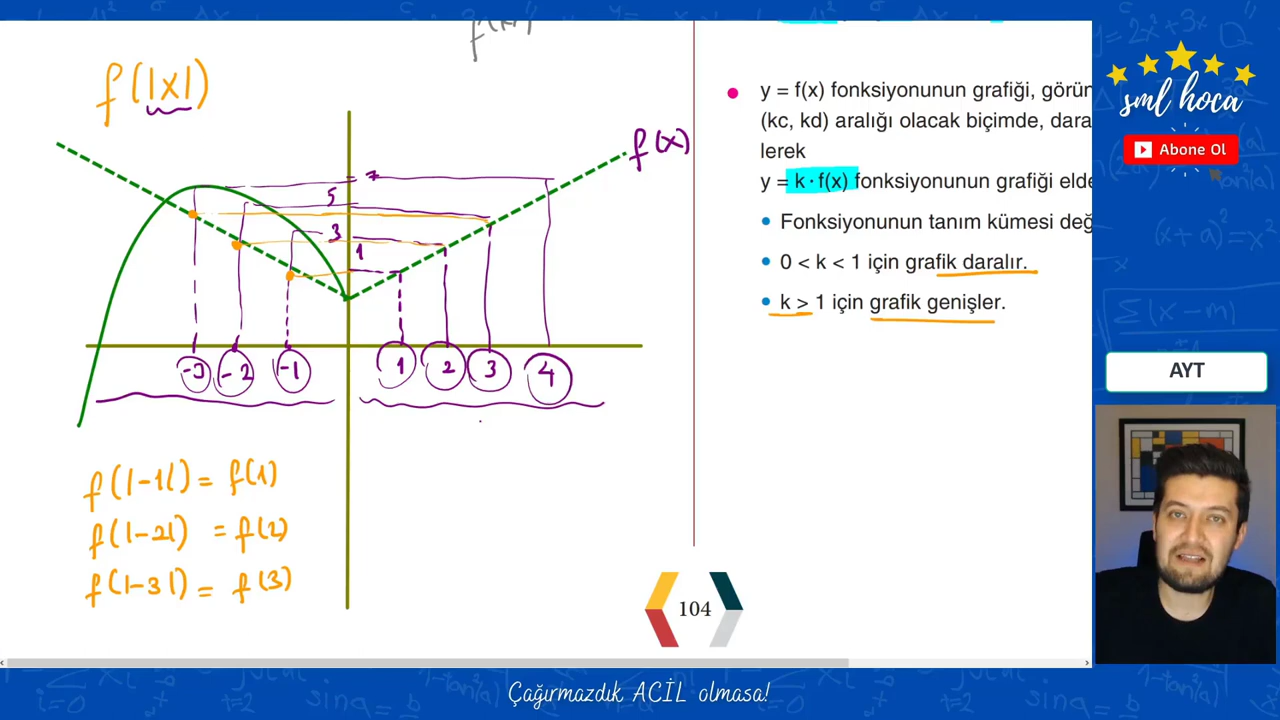 f(|x|)
f(x)
7
5
3
1
-3 -2 -1 1 2 3 4
f(|-1|) = f(1)
f(|-2|) = f(2)
f(|-3|) = f(3)
y = f(x) fonksiyonunun grafiği, görün
(kc, kd) aralığı olacak biçimde, dara
lerek
y = k·f(x) fonksiyonunun grafiği elde
Fonksiyonunun tanım kümesi değ
0 < k < 1 için grafik daralır.
k > 1 için grafik genişler.
104
sml hoca
Abone Ol
AYT
Çağırmazdık ACİL olmasa!